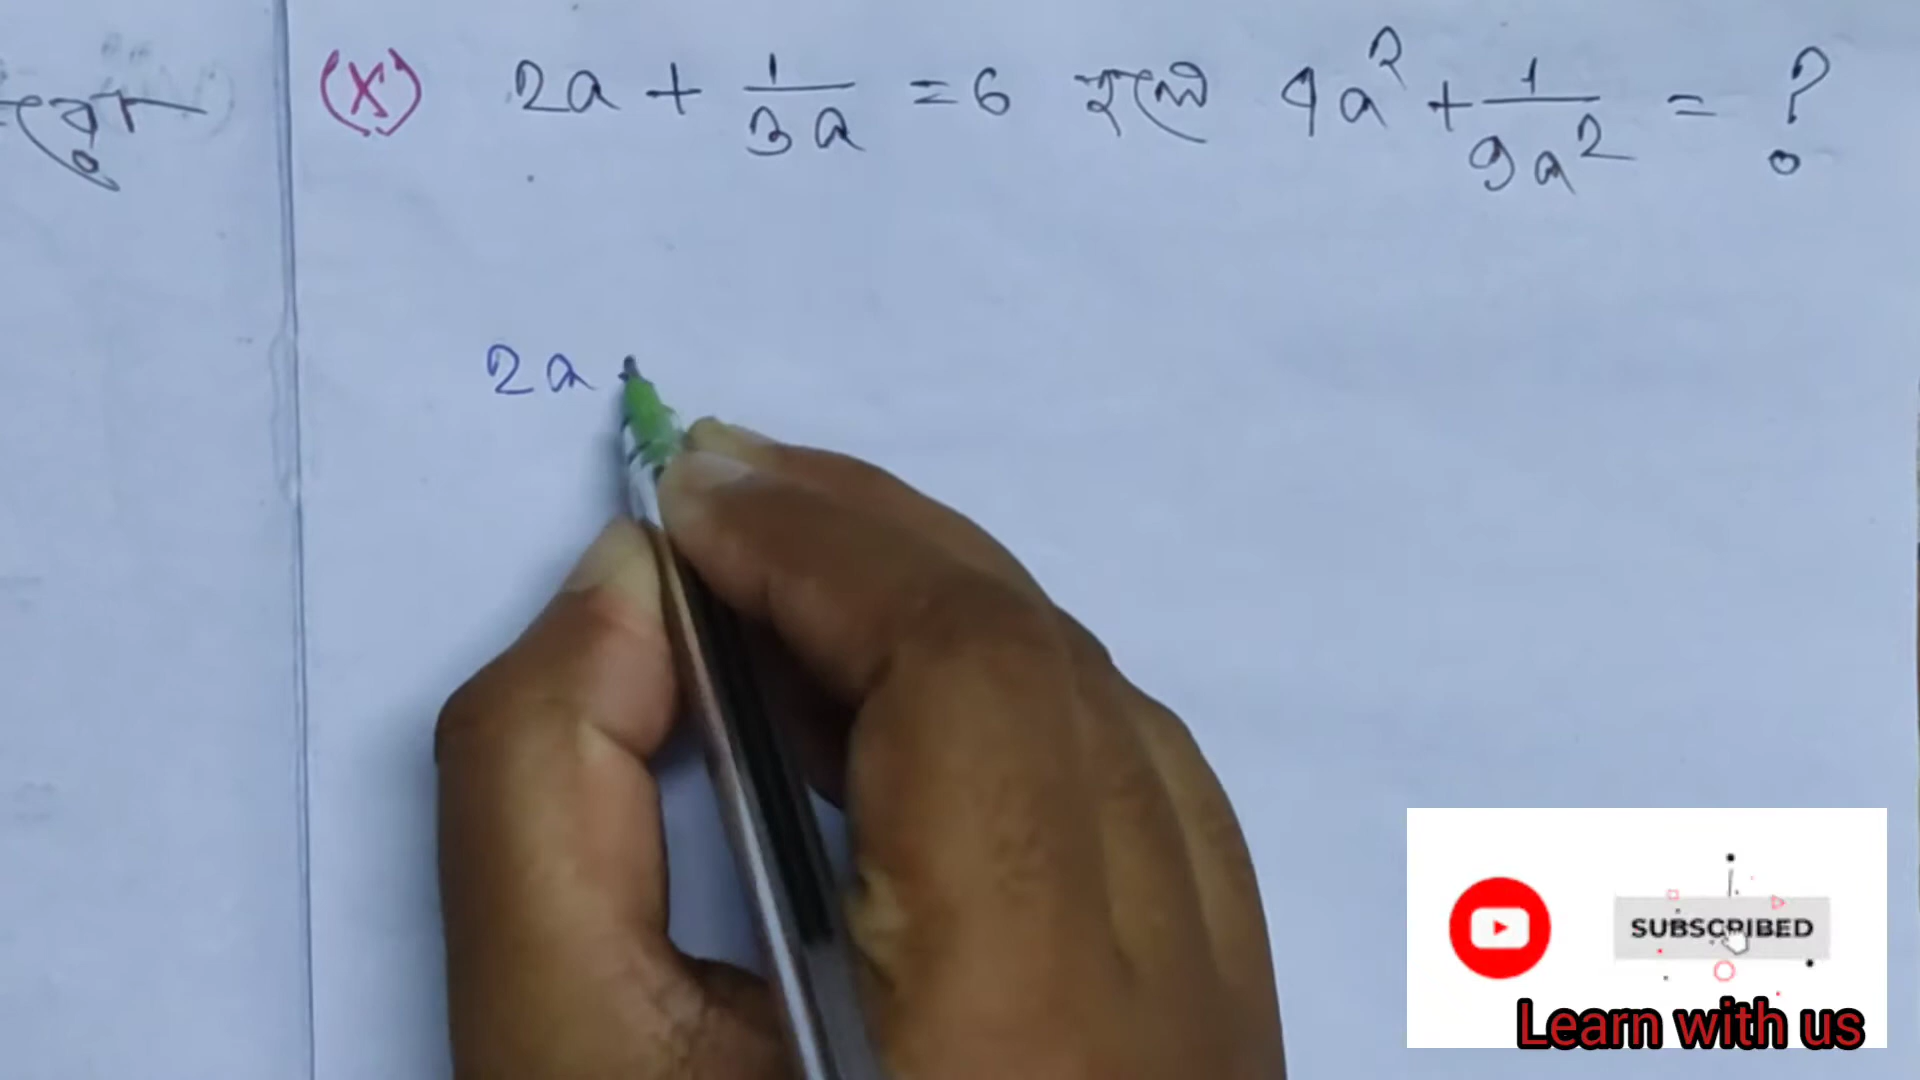 (X) 2a + 1/3a = 6 হলে 4a² + 1/9a² = ?
2a
SUBSCRIBED
Learn with us